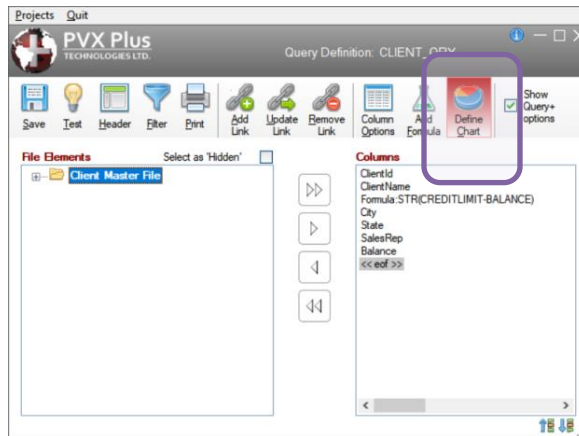 Projects Quit
PVX Plus
TECHNOLOGIES LTD.
Query Definition: CLIENT_QRY
Save
Test
Header
Filter
Print
Add Link
Update Link
Remove Link
Column Options
Add Formula
Define Chart
Show Query+ options
File Elements
Select as 'Hidden'
Columns
Client Master File
ClientId
ClientName
Formula:STR(CREDITLIMIT-BALANCE)
City
State
SalesRep
Balance
<< eof >>